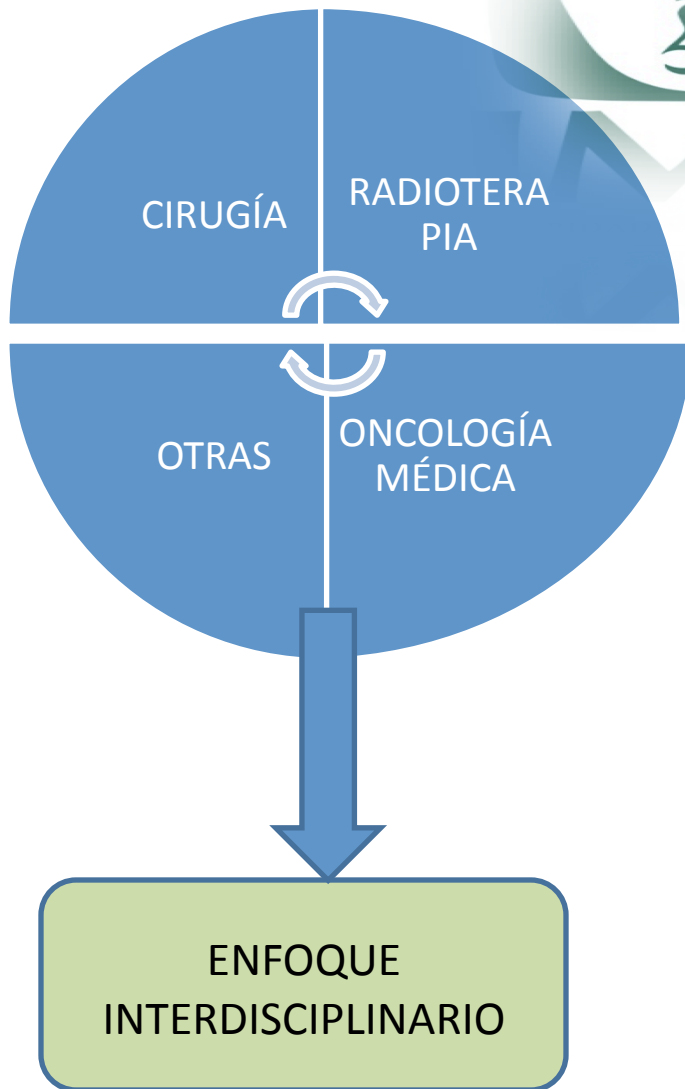 CIRUGÍA
RADIOTERA
PIA
OTRAS
ONCOLOGÍA
MÉDICA
ENFOQUE
INTERDISCIPLINARIO